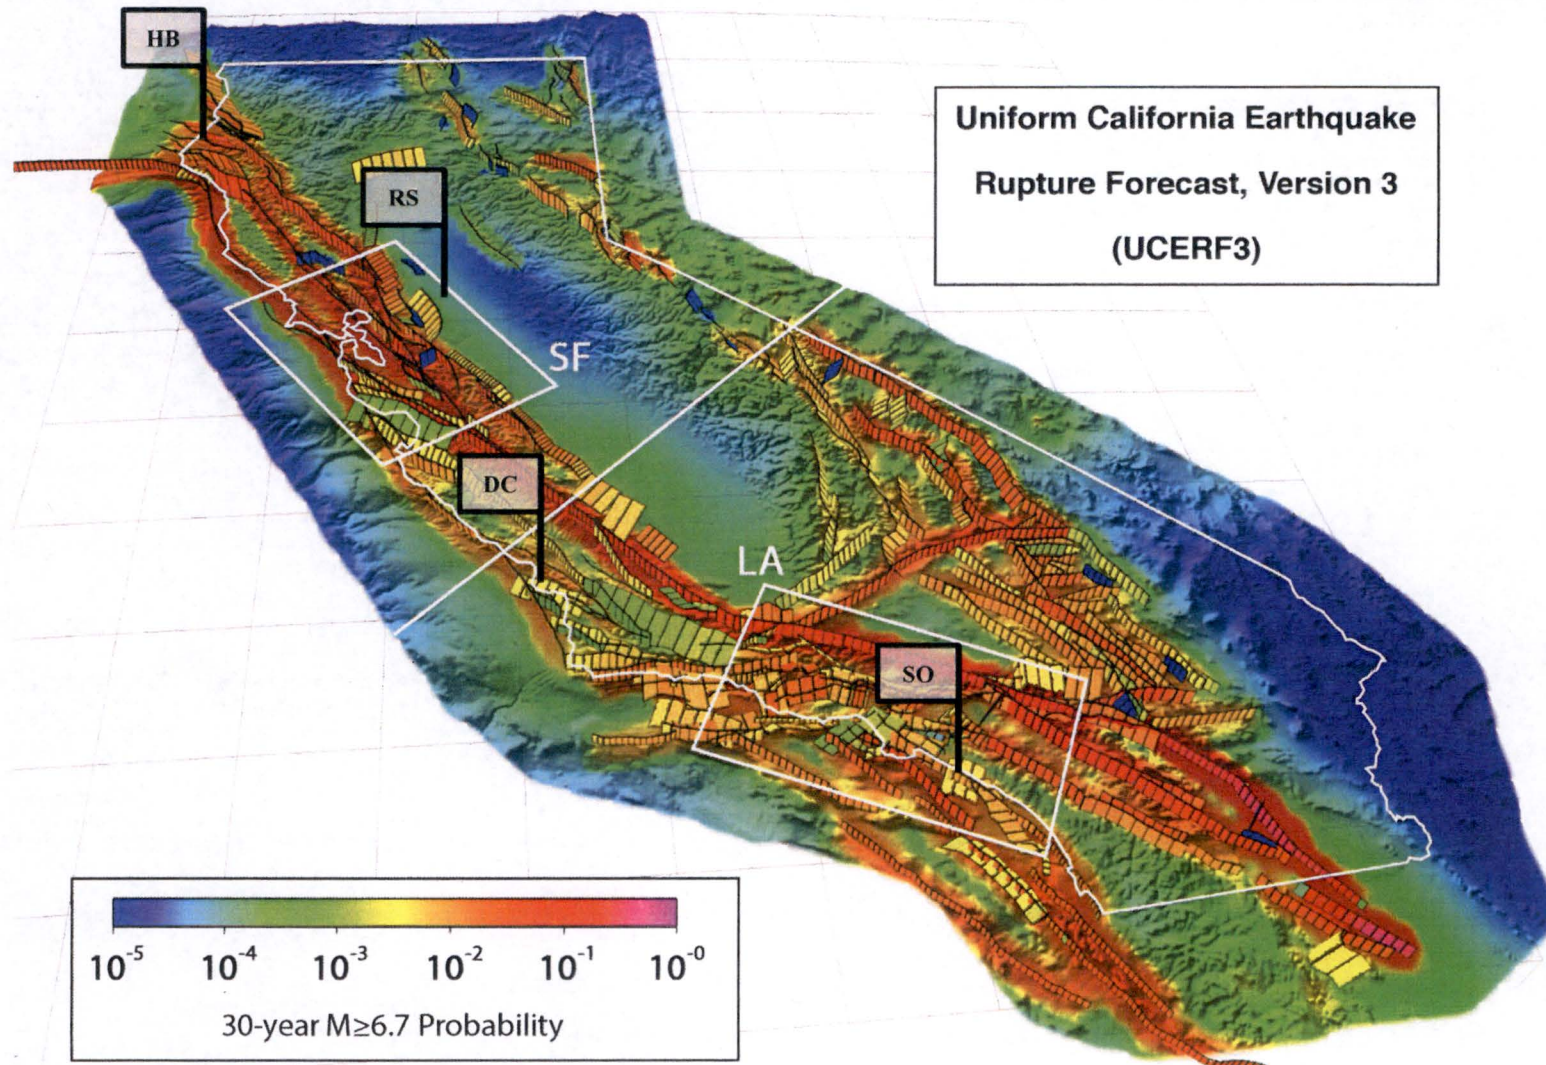 HB
Uniform California Earthquake
Rupture Forecast, Version 3
(UCERF3)
RS
SF
DC
LA
SO
10⁻⁵ 10⁻⁴ 10⁻³ 10⁻² 10⁻¹ 10⁻⁰
30-year M≥6.7 Probability